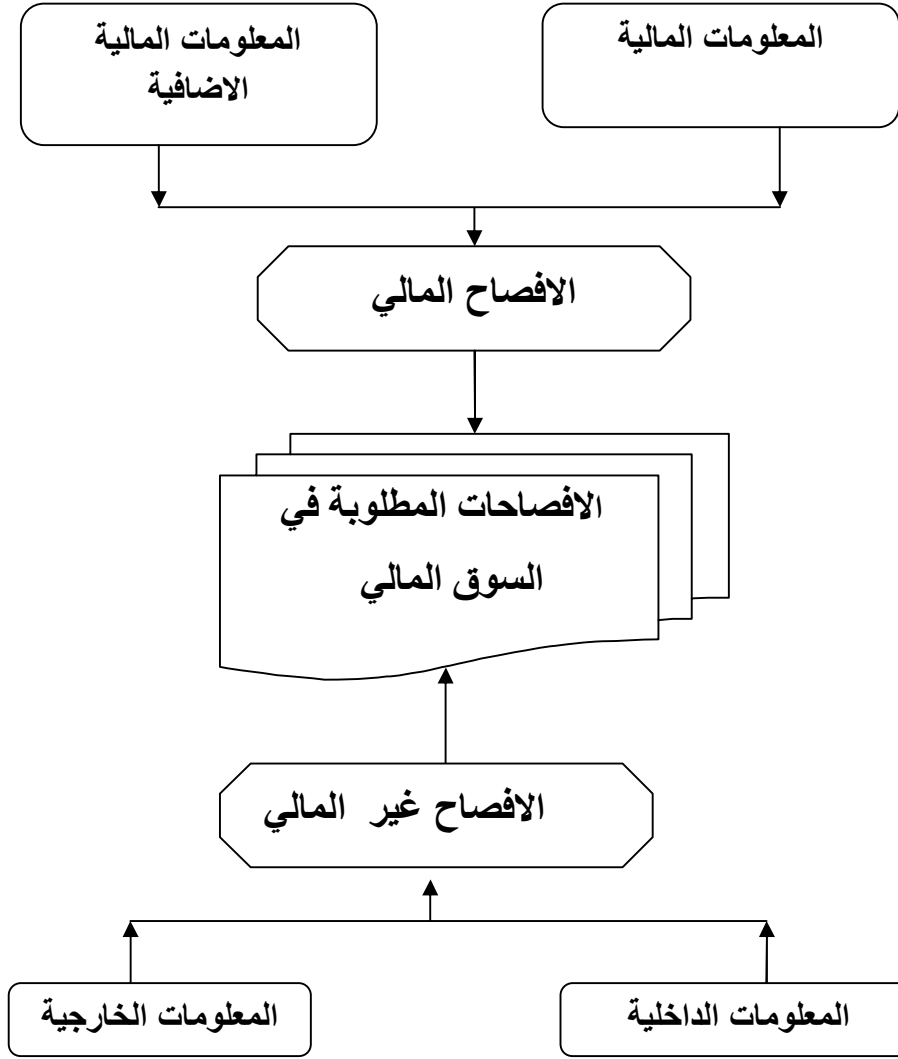 المعلومات المالية
المعلومات المالية
الاضافية
الافصاح المالي
الافصاحات المطلوبة في
السوق المالي
الافصاح غير المالي
المعلومات الداخلية
المعلومات الخارجية